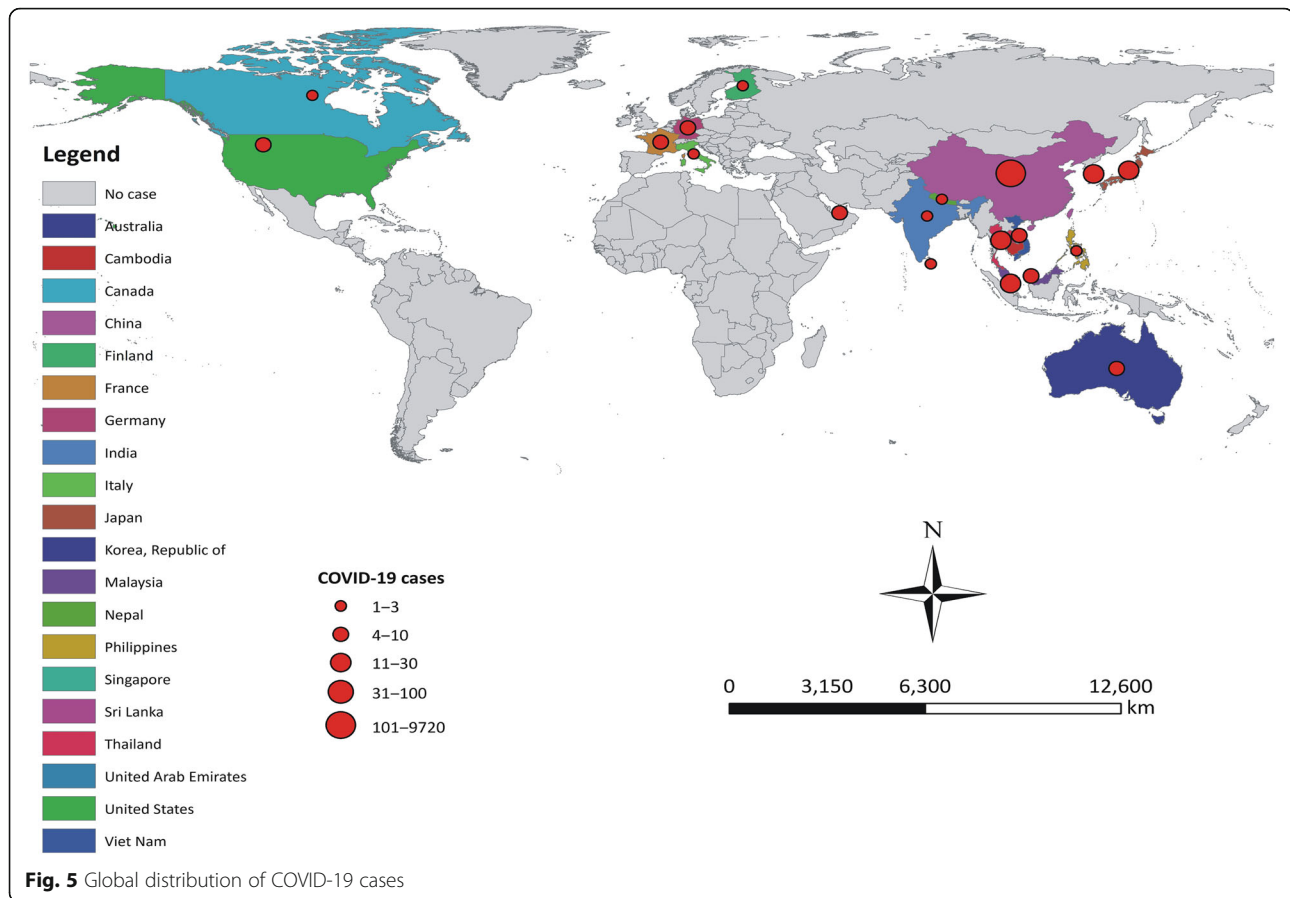 Legend
No case
Australia
Cambodia
Canada
China
Finland
France
Germany
India
Italy
Japan
Korea, Republic of
Malaysia
Nepal
Philippines
Singapore
Sri Lanka
Thailand
United Arab Emirates
United States
Viet Nam
COVID-19 cases
1–3
4–10
11–30
31–100
101–9720
N
0 3,150 6,300 12,600
km
Fig. 5 Global distribution of COVID-19 cases